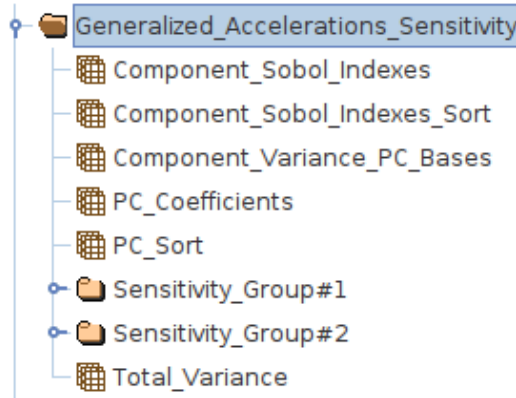 Generalized_Accelerations_Sensitivity
Component_Sobol_Indexes
Component_Sobol_Indexes_Sort
Component_Variance_PC_Bases
PC_Coefficients
PC_Sort
Sensitivity_Group#1
Sensitivity_Group#2
Total_Variance